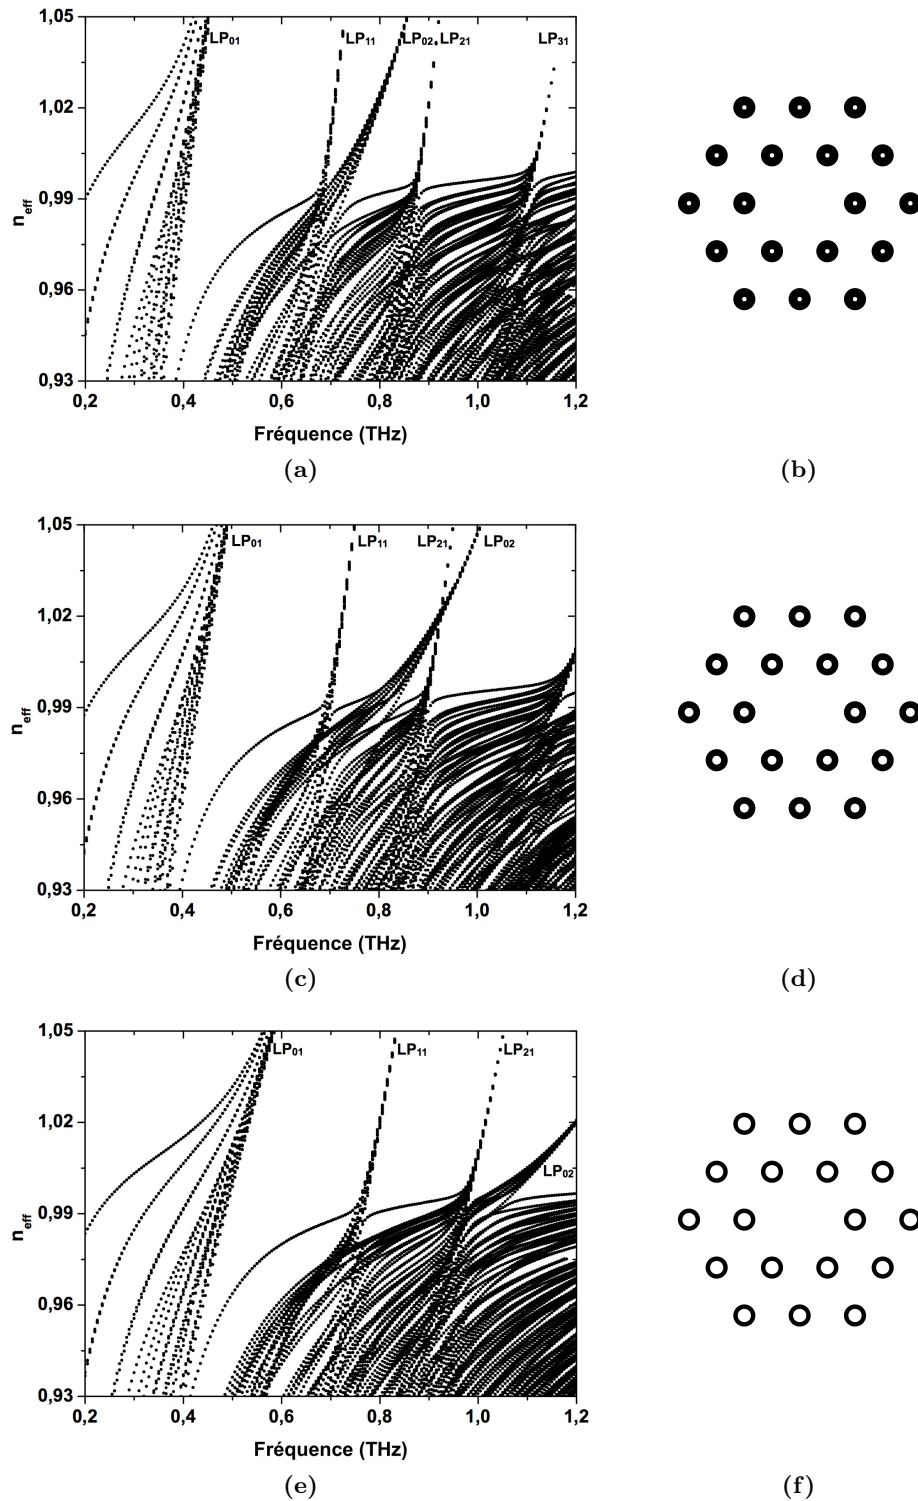 1,05
LP01
LP11
LP02
LP21
LP31
1,02
0,99
0,96
0,93
neff
0,2
0,4
0,6
0,8
1,0
1,2
Fréquence (THz)
(a)
(b)
1,05
LP01
LP11
LP21
LP02
1,02
0,99
0,96
0,93
neff
0,2
0,4
0,6
0,8
1,0
1,2
Fréquence (THz)
(c)
(d)
1,05
LP01
LP11
LP21
1,02
LP02
0,99
0,96
0,93
neff
0,2
0,4
0,6
0,8
1,0
1,2
Fréquence (THz)
(e)
(f)